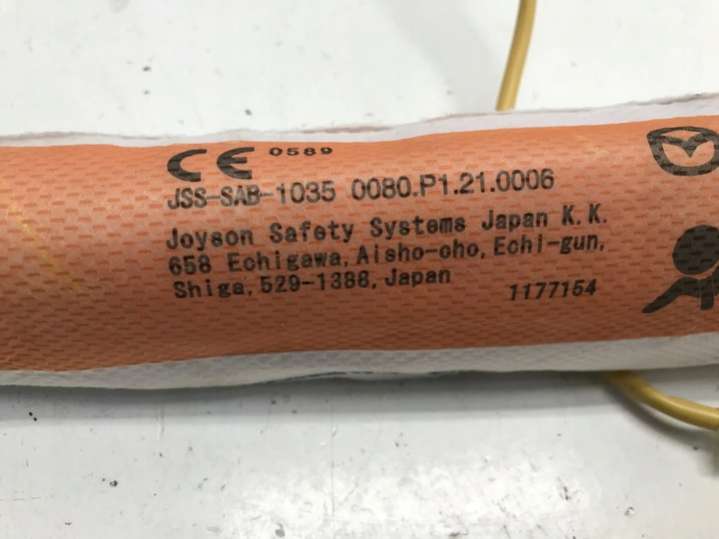 CE 0589
JSS-SAB-1035 0080.P1.21.0006
Joyson Safety Systems Japan K.K.
658 Echigawa, Aisho-cho, Echi-gun,
Shiga, 529-1388, Japan
1177154